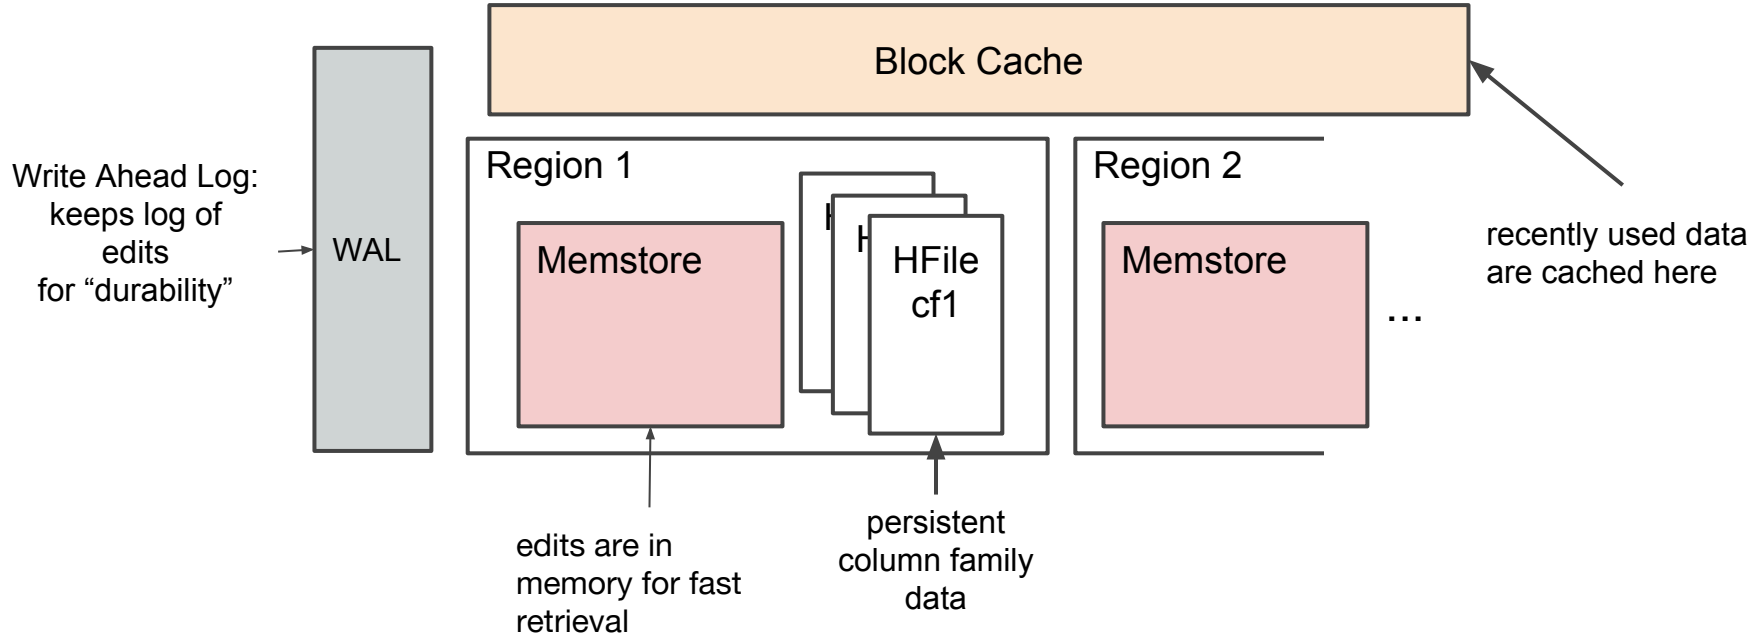 Block Cache
Write Ahead Log:
keeps log of
edits
for “durability”
WAL
Region 1
Memstore
H
H
HFile
cf1
Region 2
Memstore
...
recently used data
are cached here
edits are in
memory for fast
retrieval
persistent
column family
data